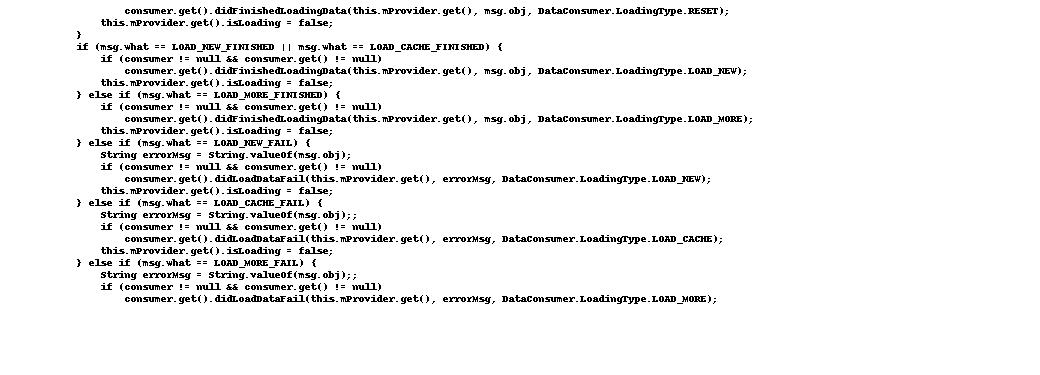 consumer.get().didFinishedLoadingData(this.mProvider.get(), msg.obj, DataConsumer.LoadingType.RESET);
this.mProvider.get().isLoading = false;
}
if (msg.what == LOAD_NEW_FINISHED || msg.what == LOAD_CACHE_FINISHED) {
if (consumer != null && consumer.get() != null)
consumer.get().didFinishedLoadingData(this.mProvider.get(), msg.obj, DataConsumer.LoadingType.LOAD_NEW);
this.mProvider.get().isLoading = false;
} else if (msg.what == LOAD_MORE_FINISHED) {
if (consumer != null && consumer.get() != null)
consumer.get().didFinishedLoadingData(this.mProvider.get(), msg.obj, DataConsumer.LoadingType.LOAD_MORE);
this.mProvider.get().isLoading = false;
} else if (msg.what == LOAD_NEW_FAIL) {
String errorMsg = String.valueOf(msg.obj);
if (consumer != null && consumer.get() != null)
consumer.get().didLoadDataFail(this.mProvider.get(), errorMsg, DataConsumer.LoadingType.LOAD_NEW);
this.mProvider.get().isLoading = false;
} else if (msg.what == LOAD_CACHE_FAIL) {
String errorMsg = String.valueOf(msg.obj);;
if (consumer != null && consumer.get() != null)
consumer.get().didLoadDataFail(this.mProvider.get(), errorMsg, DataConsumer.LoadingType.LOAD_CACHE);
this.mProvider.get().isLoading = false;
} else if (msg.what == LOAD_MORE_FAIL) {
String errorMsg = String.valueOf(msg.obj);;
if (consumer != null && consumer.get() != null)
consumer.get().didLoadDataFail(this.mProvider.get(), errorMsg, DataConsumer.LoadingType.LOAD_MORE);